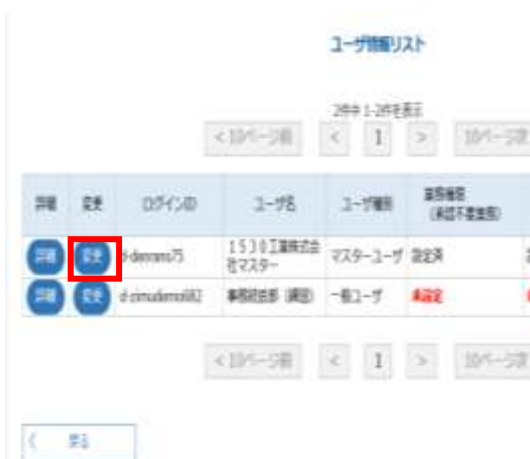 ユーザ情報リスト
2件中 1-2件を表示
<10ページ前 < 1 > 10ページ次
詳細 変更 ログインID ユーザ名 ユーザ種別 業務権限
(承認不要業務)
詳細 変更 1530工業株式会 マスターユーザ 設定済
社マスター
詳細 変更 一般ユーザ 未設定
<10ページ前 < 1 > 10ページ次
< 戻る